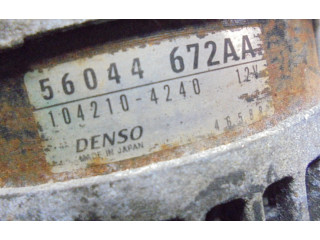 56044 672AA
104210-4240 12V
DENSO
MADE IN JAPAN